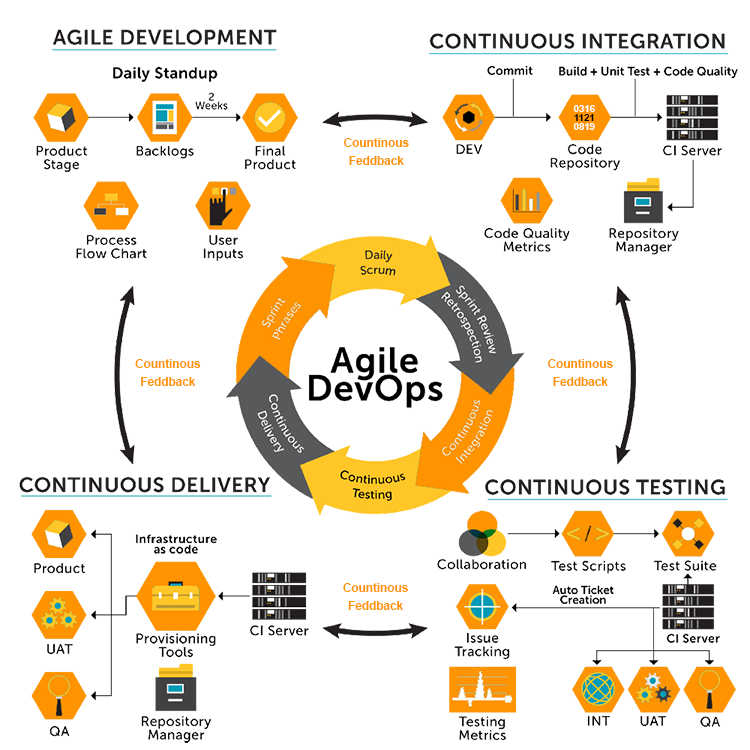 AGILE DEVELOPMENT
Daily Standup
2
Weeks
Product
Stage
Backlogs
Final
Product
Process
Flow Chart
User
Inputs
Countinous
Feddback
CONTINUOUS INTEGRATION
Commit
Build + Unit Test + Code Quality
0316
1121
0819
DEV
Code
Repository
CI Server
Code Quality
Metrics
Repository
Manager
Daily
Scrum
Sprint Review
Retrospection
Continuous
Integration
Continuous
Testing
Continuous
Delivery
Sprint
Phrases
Agile
DevOps
Countinous
Feddback
Countinous
Feddback
CONTINUOUS DELIVERY
Infrastructure
as code
Product
UAT
QA
Provisioning
Tools
CI Server
Repository
Manager
Countinous
Feddback
CONTINUOUS TESTING
Collaboration
</>
Test Scripts
Test Suite
Auto Ticket
Creation
Issue
Tracking
CI Server
Testing
Metrics
INT
UAT
QA